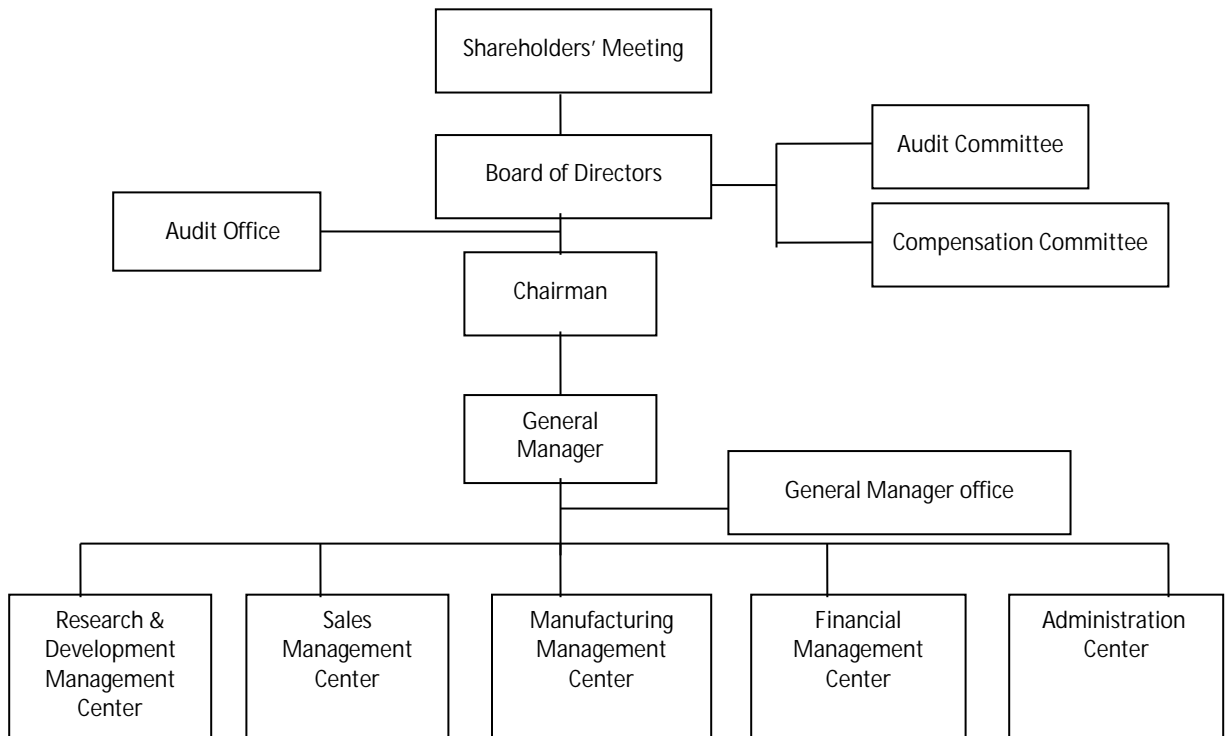 Shareholders’ Meeting
Board of Directors
Audit Committee
Audit Office
Compensation Committee
Chairman
General
Manager
General Manager office
Research &
Development
Management
Center
Sales
Management
Center
Manufacturing
Management
Center
Financial
Management
Center
Administration
Center